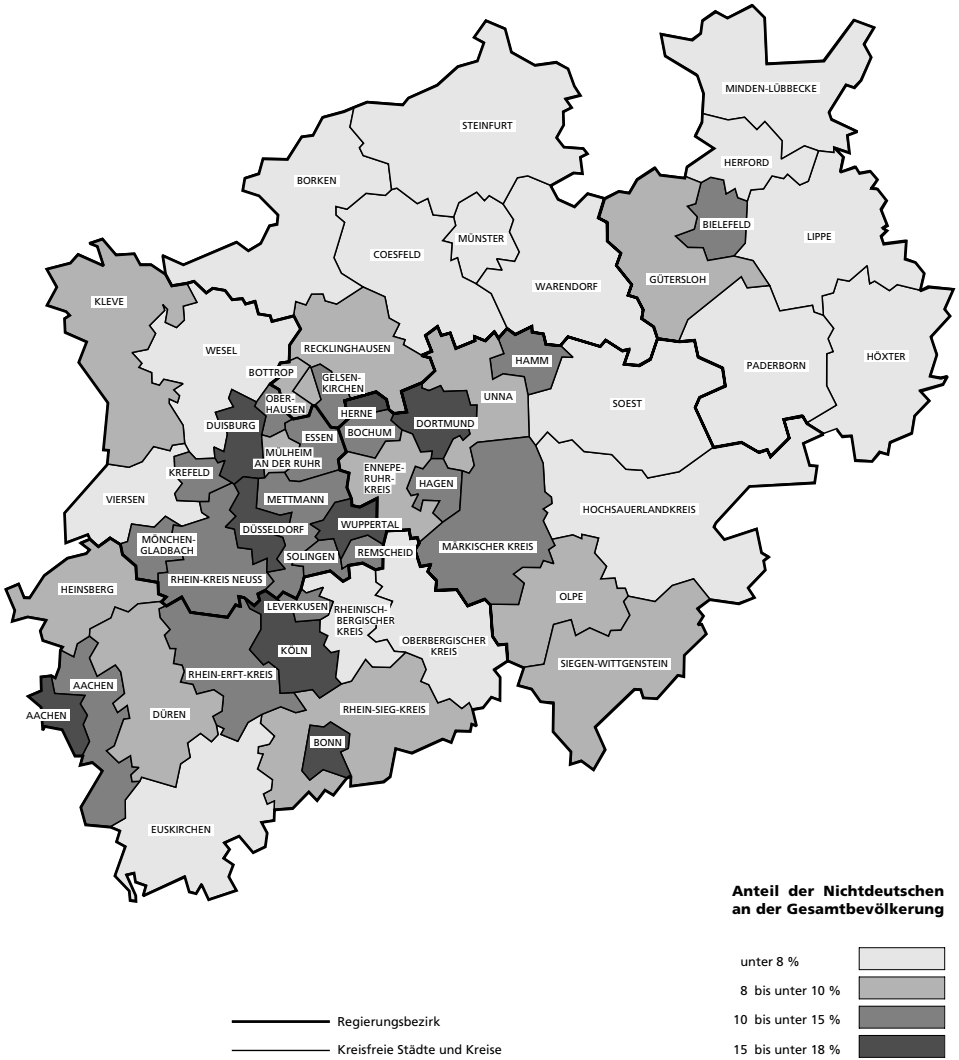 MINDEN-LÜBBECKE
STEINFURT
HERFORD
BORKEN
BIELEFELD
LIPPE
MÜNSTER
COESFELD
GÜTERSLOH
WARENDORF
KLEVE
RECKLINGHAUSEN
WESEL
HÖXTER
HAMM
PADERBORN
BOTTROP
GELSEN-
KIRCHEN
UNNA
SOEST
OBER-
HAUSEN
HERNE
DORTMUND
DUISBURG
BOCHUM
ESSEN
MÜLHEIM
AN DER RUHR
ENNEPE-
RUHR-
KREIS
KREFELD
HAGEN
VIERSEN
METTMANN
HOCHSAUERLANDKREIS
WUPPERTAL
DÜSSELDORF
MÖNCHEN-
GLADBACH
MÄRKISCHER KREIS
REMSCHEID
SOLINGEN
RHEIN-KREIS NEUSS
HEINSBERG
OLPE
LEVERKUSEN
RHEINISCH-
BERGISCHER
KREIS
OBERBERGISCHER
KREIS
KÖLN
SIEGEN-WITTGENSTEIN
RHEIN-ERFT-KREIS
AACHEN
RHEIN-SIEG-KREIS
AACHEN
DÜREN
BONN
EUSKIRCHEN
Anteil der Nichtdeutschen
an der Gesamtbevölkerung
unter 8 %
8 bis unter 10 %
10 bis unter 15 %
15 bis unter 18 %
Regierungsbezirk
Kreisfreie Städte und Kreise